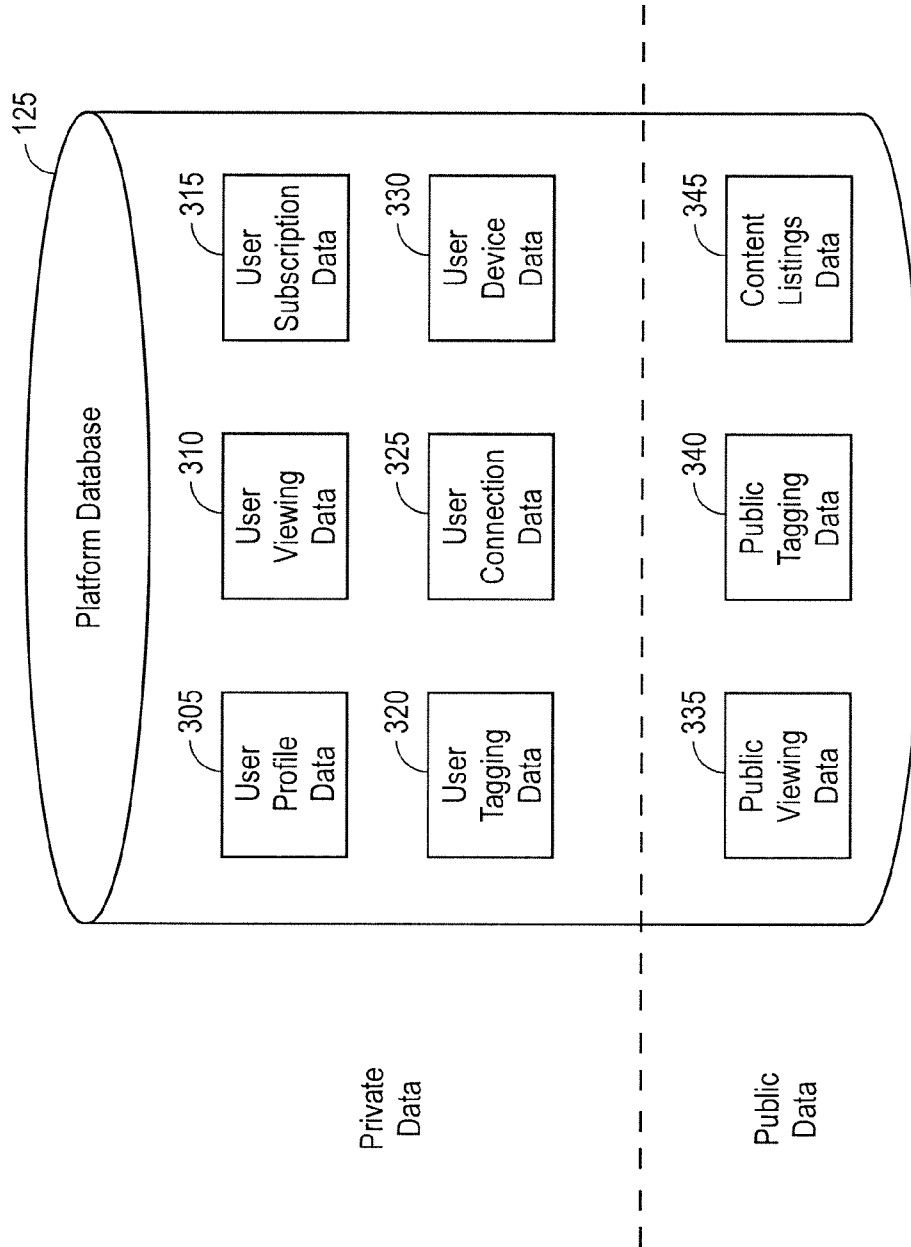 125
Platform Database
305
User
Profile
Data
310
User
Viewing
Data
315
User
Subscription
Data
320
User
Tagging
Data
325
User
Connection
Data
330
User
Device
Data
Private
Data
335
Public
Viewing
Data
340
Public
Tagging
Data
345
Content
Listings
Data
Public
Data